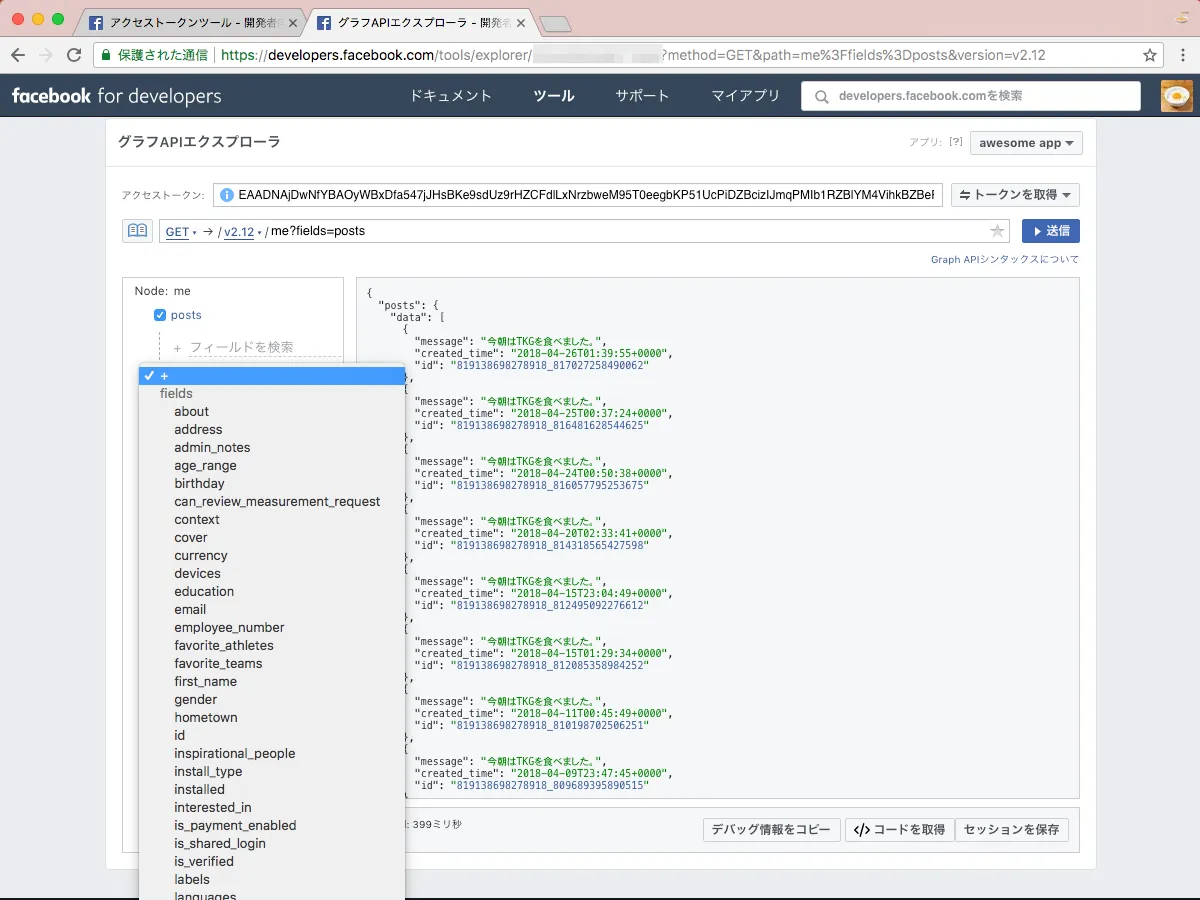 アクセストークンツール - 開発者
グラフAPIエクスプローラ - 開発者
保護された通信
https://developers.facebook.com/tools/explorer/
?method=GET&path=me%3Ffields%3Dposts&version=v2.12
facebook for developers
ドキュメント
ツール
サポート
マイアプリ
developers.facebook.comを検索
グラフAPIエクスプローラ
アプリ: [?]
awesome app
アクセストークン:
トークンを取得
GET → / v2.12 / me?fields=posts
送信
Graph APIシンタックスについて
Node: me
posts
+ フィールドを検索
✓ +
fields
about
address
admin_notes
age_range
birthday
can_review_measurement_request
context
cover
currency
devices
education
email
employee_number
favorite_athletes
favorite_teams
first_name
gender
hometown
id
inspirational_people
install_type
installed
interested_in
is_payment_enabled
is_shared_login
is_verified
labels
languages
{
"posts": {
"data": [
{
"message": "今朝はTKGを食べました。",
"created_time": "2018-04-26T01:39:55+0000",
"id": "819138698278918_817027258490062"
},
{
"message": "今朝はTKGを食べました。",
"created_time": "2018-04-25T00:37:24+0000",
"id": "819138698278918_816481628544625"
},
{
"message": "今朝はTKGを食べました。",
"created_time": "2018-04-24T00:50:38+0000",
"id": "819138698278918_816057795253675"
},
{
"message": "今朝はTKGを食べました。",
"created_time": "2018-04-20T02:33:41+0000",
"id": "819138698278918_814318565427598"
},
{
"message": "今朝はTKGを食べました。",
"created_time": "2018-04-15T23:04:49+0000",
"id": "819138698278918_812495092276612"
},
{
"message": "今朝はTKGを食べました。",
"created_time": "2018-04-15T01:29:34+0000",
"id": "819138698278918_812085358984252"
},
{
"message": "今朝はTKGを食べました。",
"created_time": "2018-04-11T00:45:49+0000",
"id": "819138698278918_810198702506251"
},
{
"message": "今朝はTKGを食べました。",
"created_time": "2018-04-09T23:47:45+0000",
"id": "819138698278918_809689395890515"
: 399ミリ秒
デバッグ情報をコピー
</> コードを取得
セッションを保存